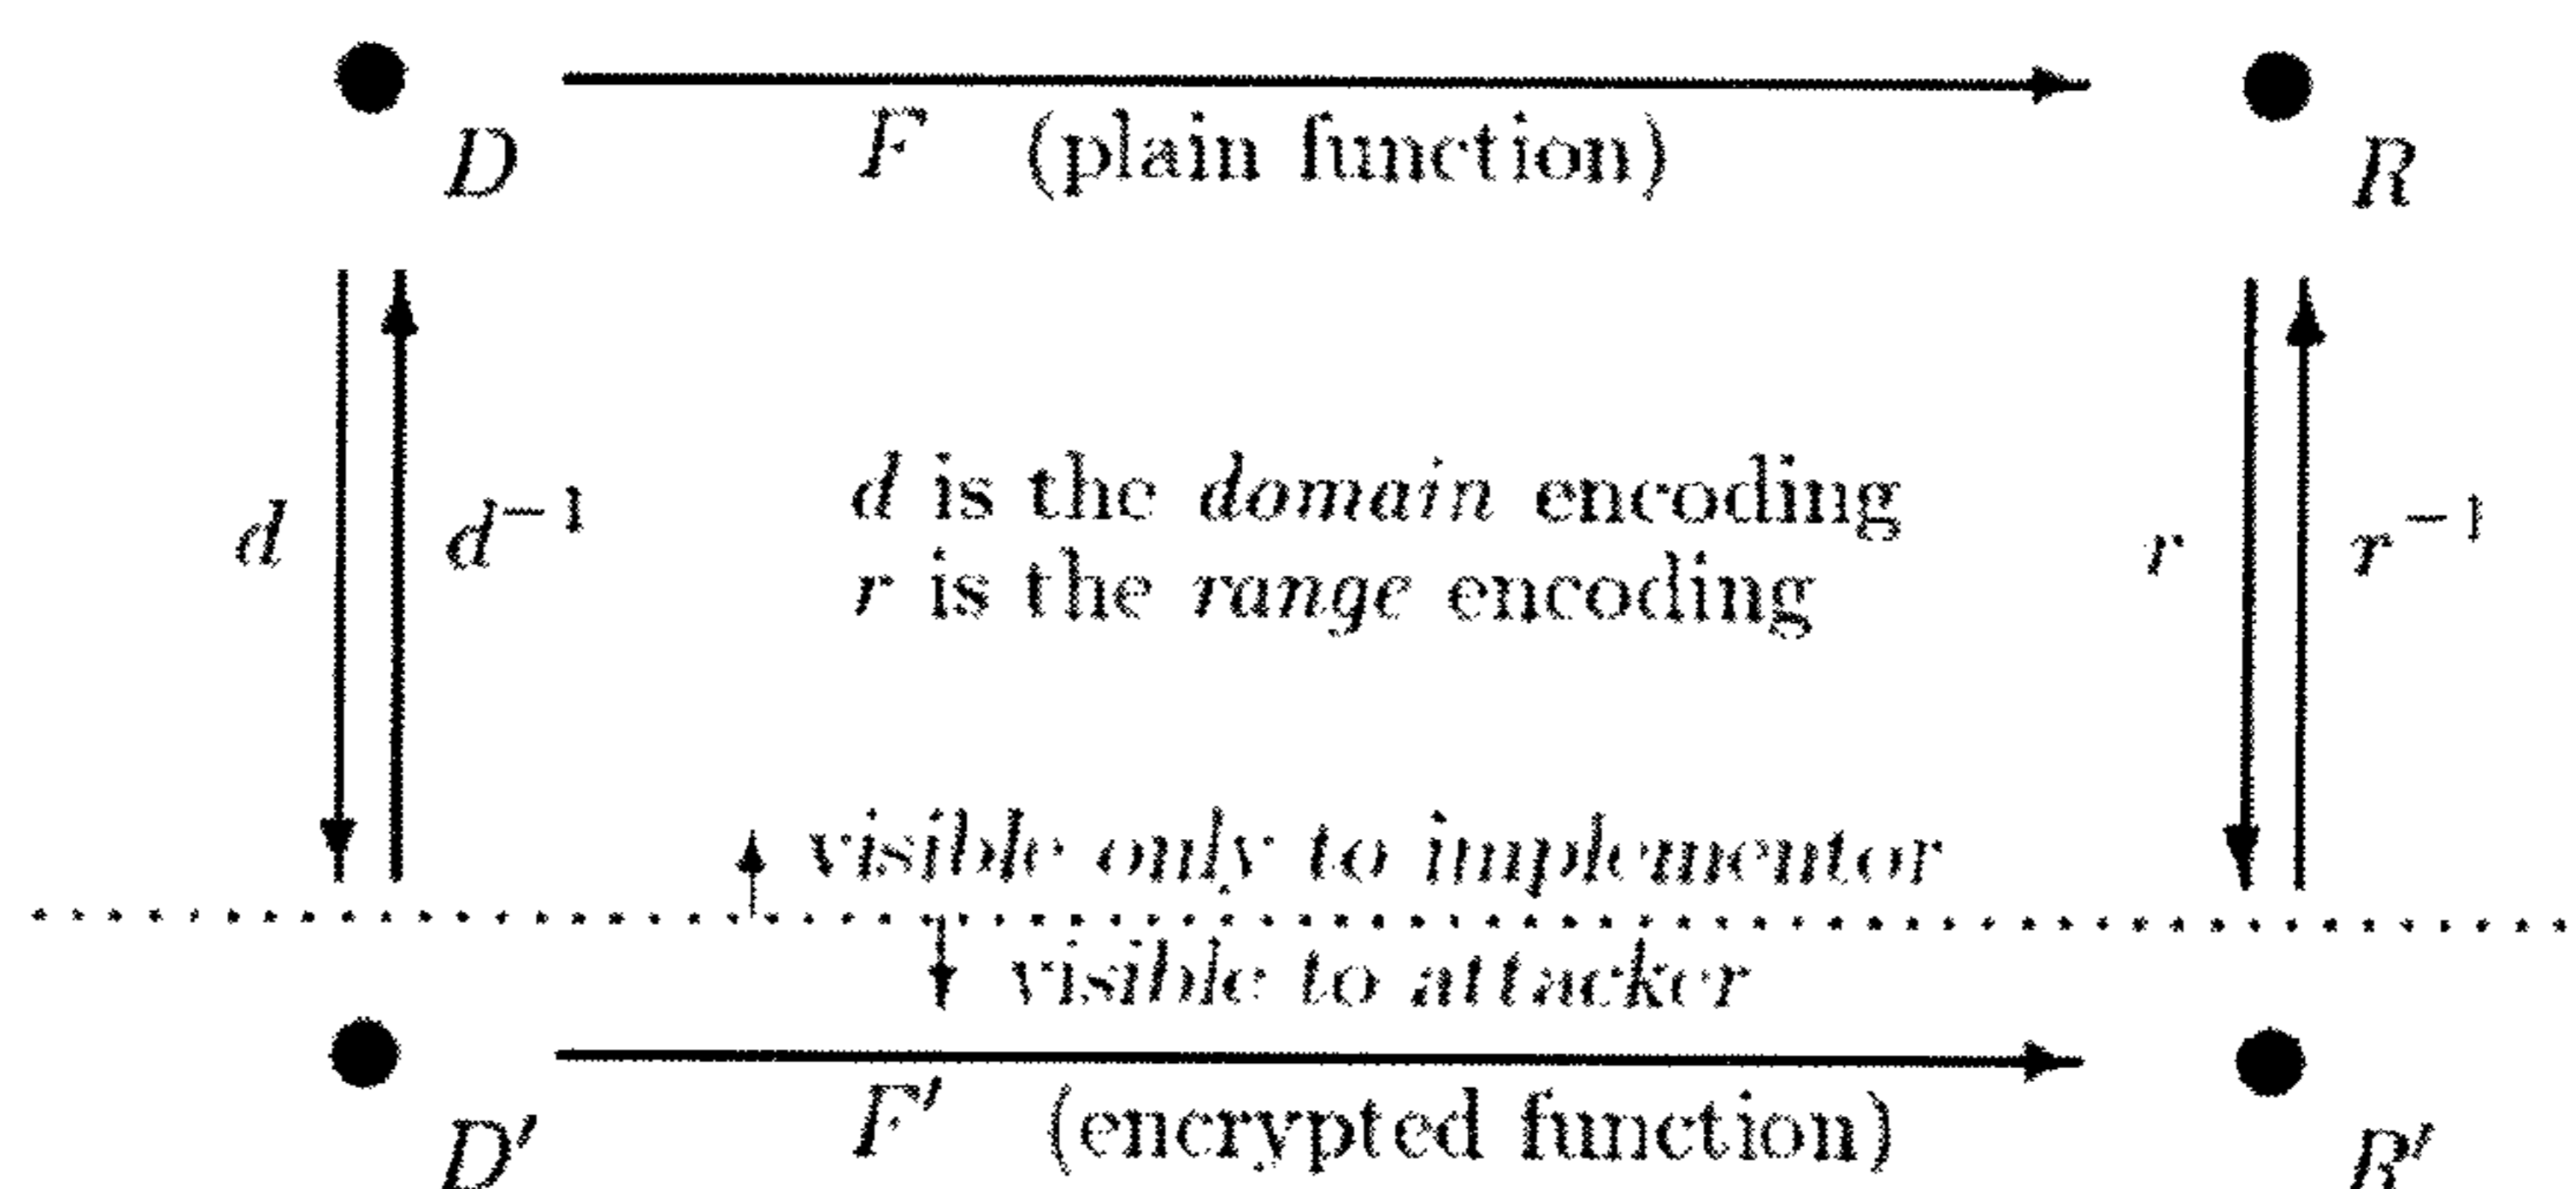 F (plain function)
D
R
d
d⁻¹
d is the domain encoding
r is the range encoding
r
r⁻¹
visible only to implementor
visible to attacker
F′ (encrypted function)
D′
R′